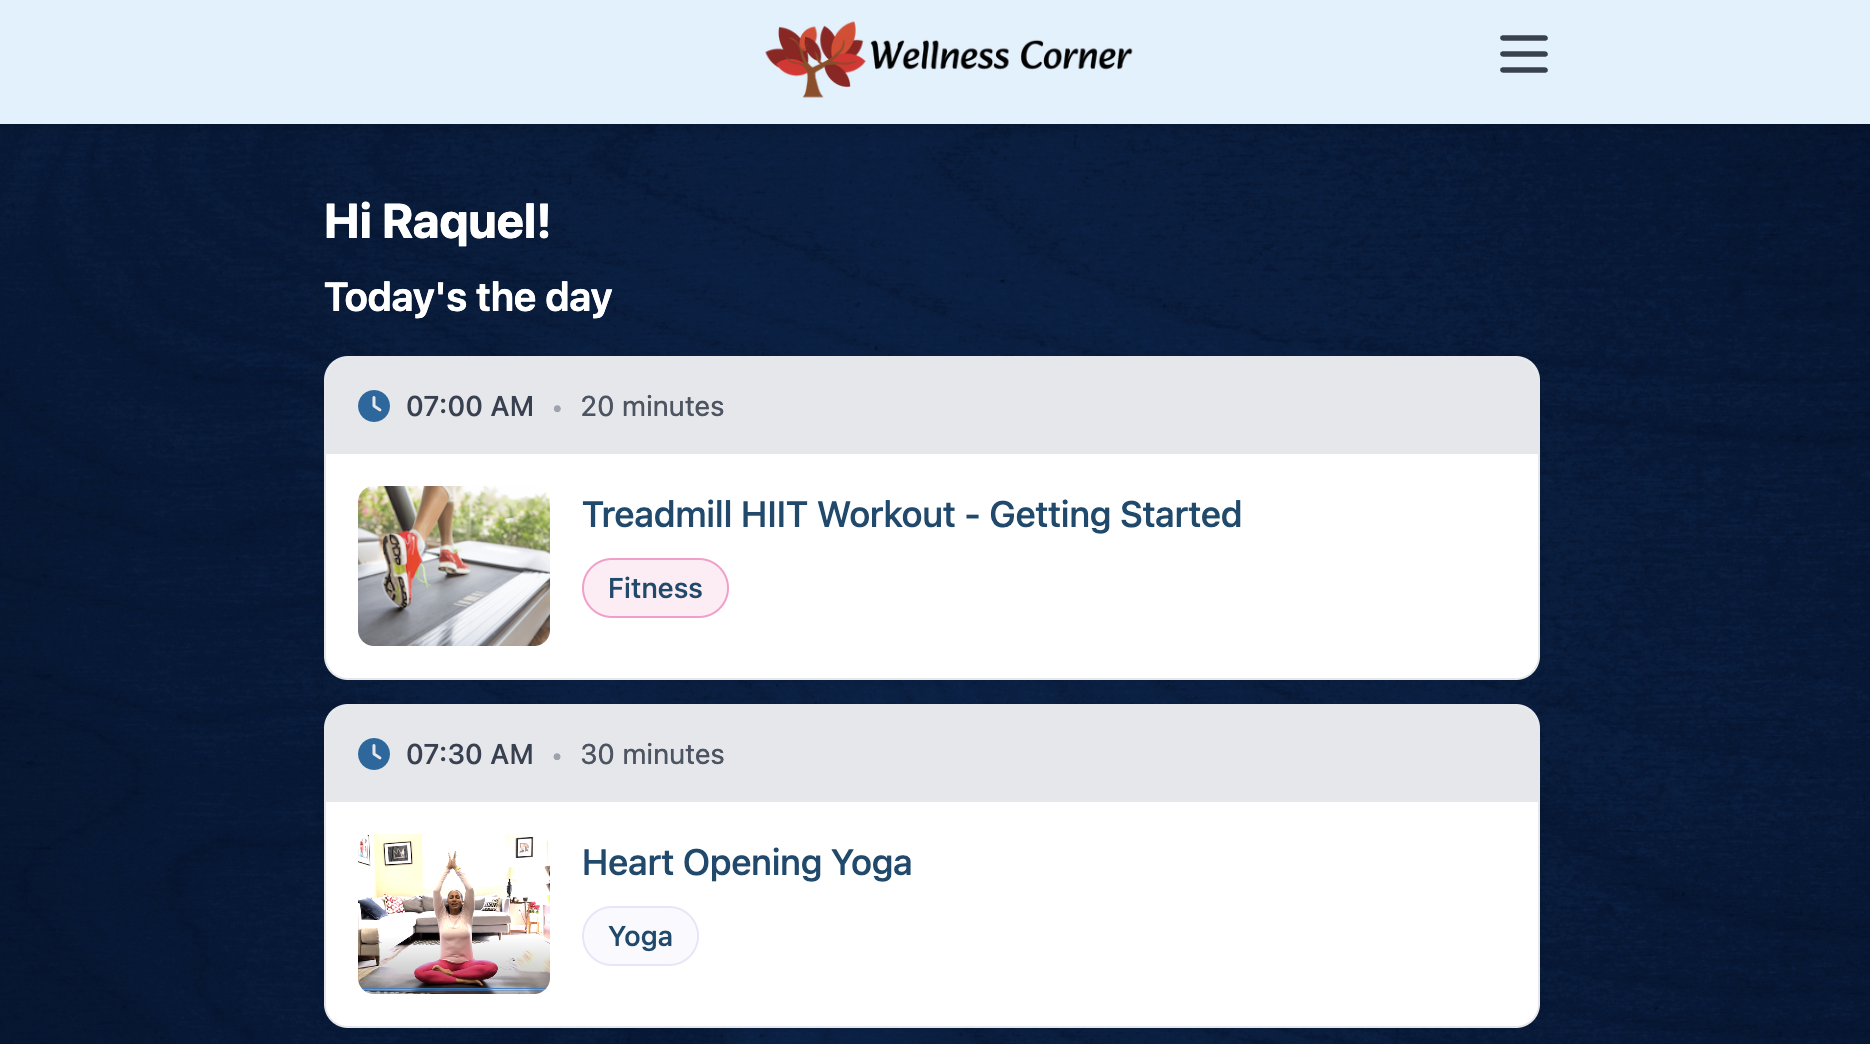 Wellness Corner
Hi Raquel!
Today's the day
07:00 AM • 20 minutes
Treadmill HIIT Workout - Getting Started
Fitness
07:30 AM • 30 minutes
Heart Opening Yoga
Yoga